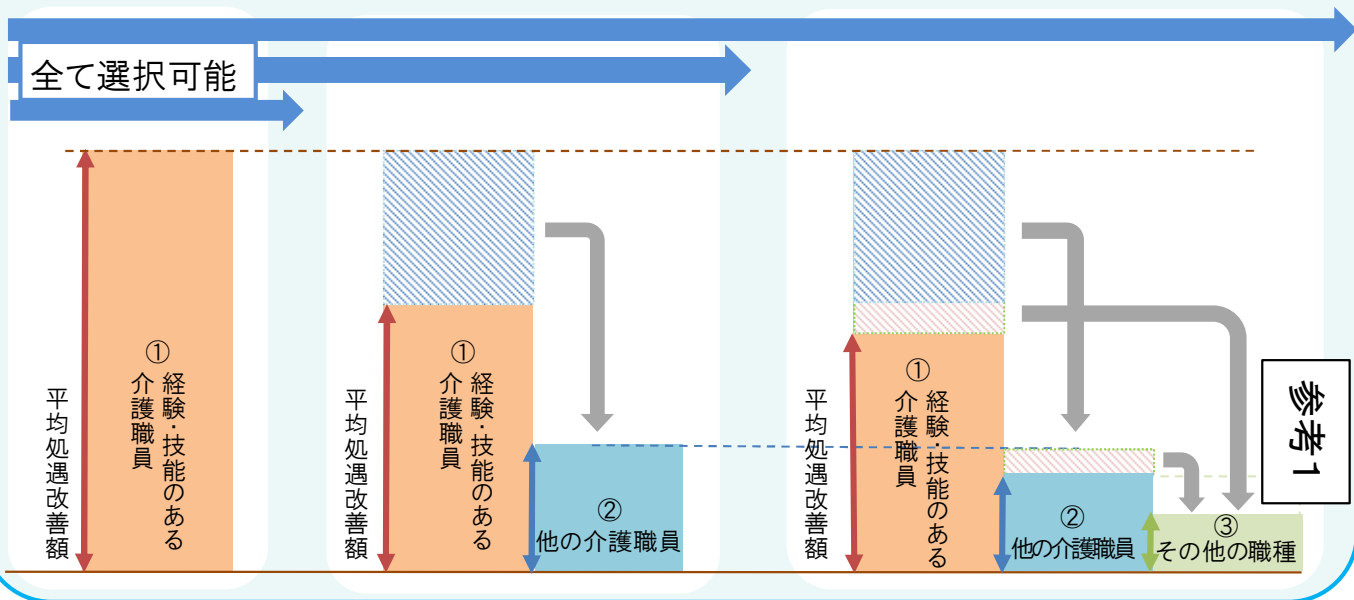 全て選択可能
平均処遇改善額
①
経験・技能のある
介護職員
平均処遇改善額
①
経験・技能のある
介護職員
②
他の介護職員
平均処遇改善額
①
経験・技能のある
介護職員
②
他の介護職員
③
その他の職種
参考1